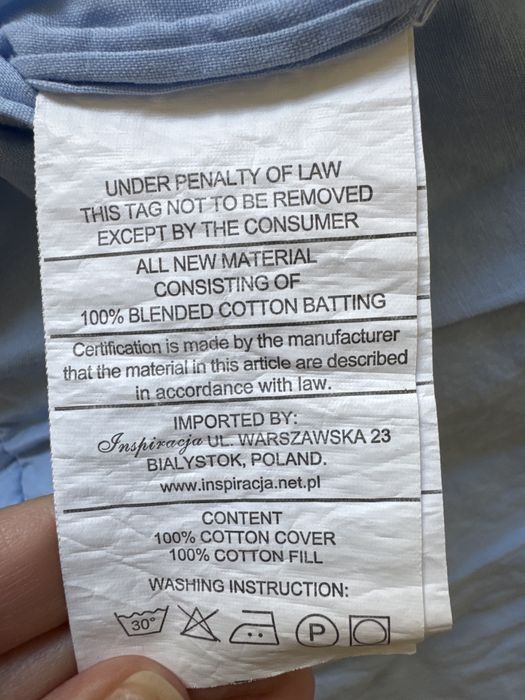 UNDER PENALTY OF LAW
THIS TAG NOT TO BE REMOVED
EXCEPT BY THE CONSUMER
ALL NEW MATERIAL
CONSISTING OF
100% BLENDED COTTON BATTING
Certification is made by the manufacturer
that the material in this article are described
in accordance with law.
IMPORTED BY:
Inspiracja UL. WARSZAWSKA 23
BIALYSTOK, POLAND.
www.inspiracja.net.pl
CONTENT
100% COTTON COVER
100% COTTON FILL
WASHING INSTRUCTION:
30° P